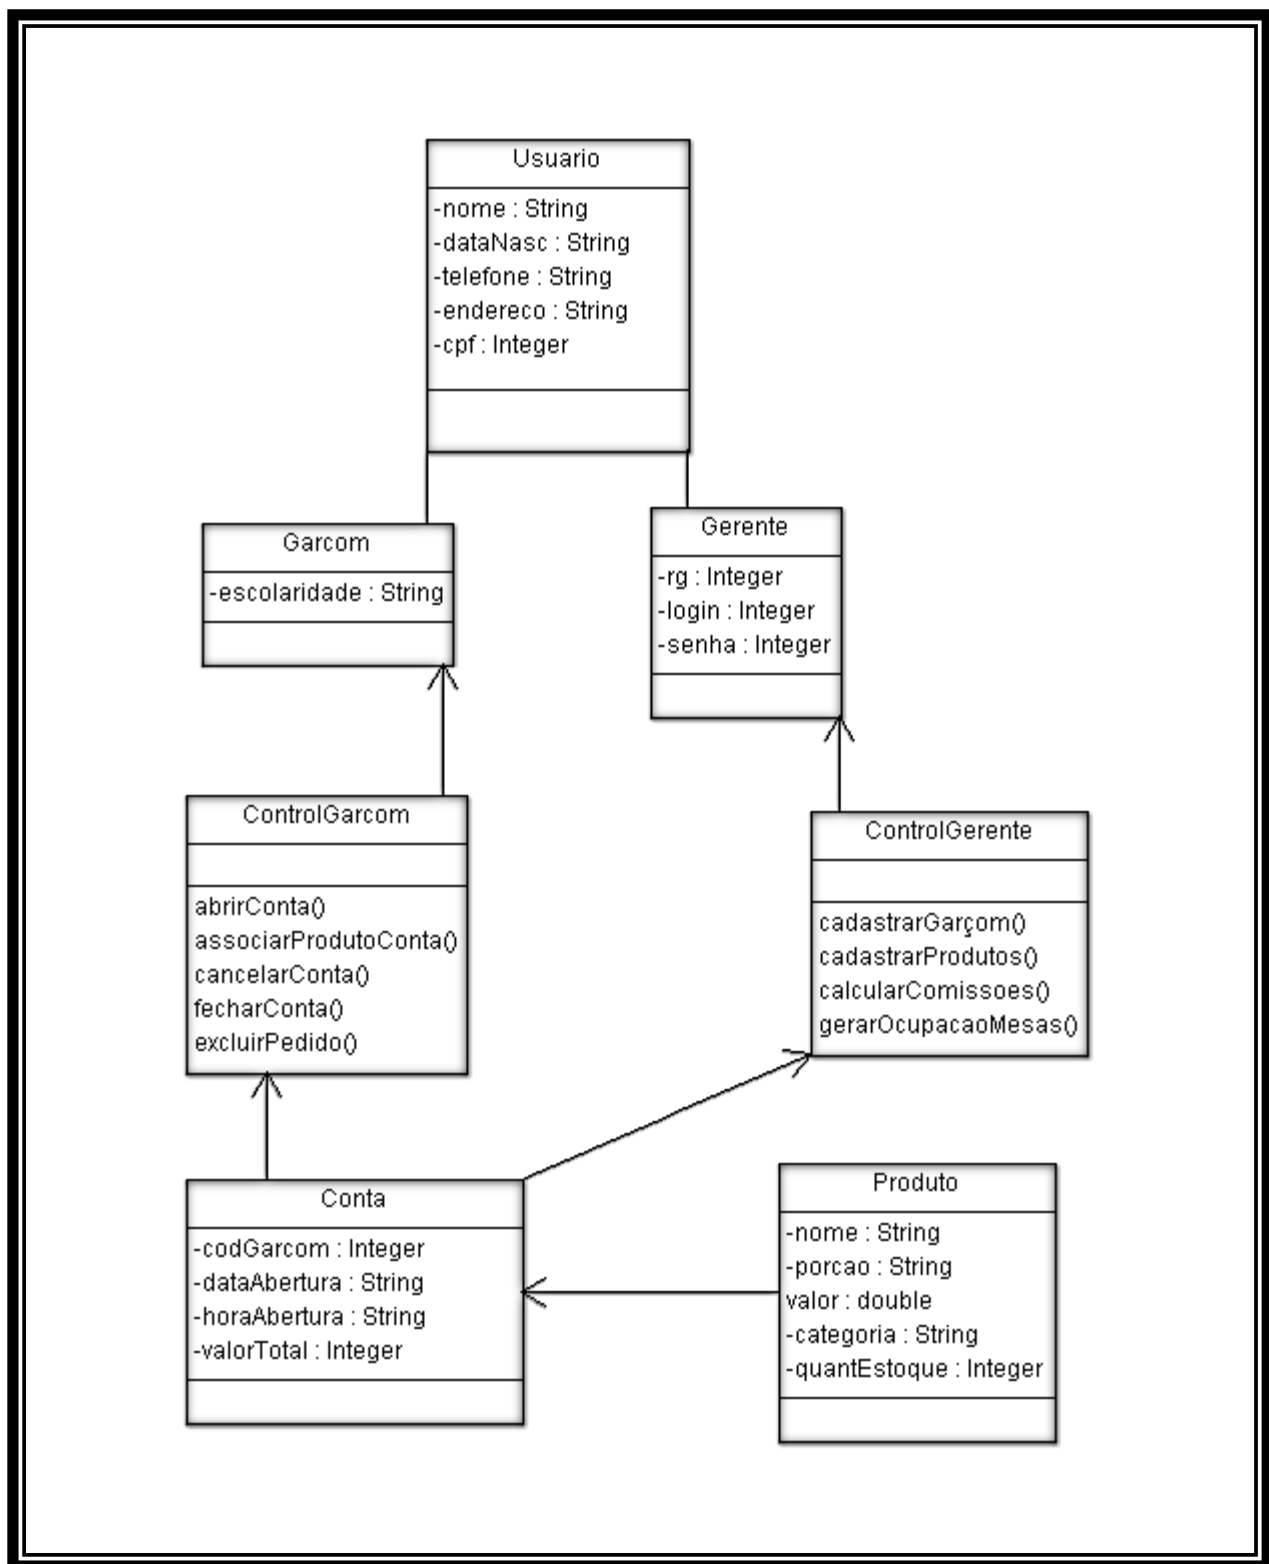 Usuario
-nome : String
-dataNasc : String
-telefone : String
-endereco : String
-cpf : Integer
Garcom
-escolaridade : String
Gerente
-rg : Integer
-login : Integer
-senha : Integer
ControlGarcom
abrirConta()
associarProdutoConta()
cancelarConta()
fecharConta()
excluirPedido()
ControlGerente
cadastrarGarçom()
cadastrarProdutos()
calcularComissoes()
gerarOcupacaoMesas()
Conta
-codGarcom : Integer
-dataAbertura : String
-horaAbertura : String
-valorTotal : Integer
Produto
-nome : String
-porcao : String
valor : double
-categoria : String
-quantEstoque : Integer